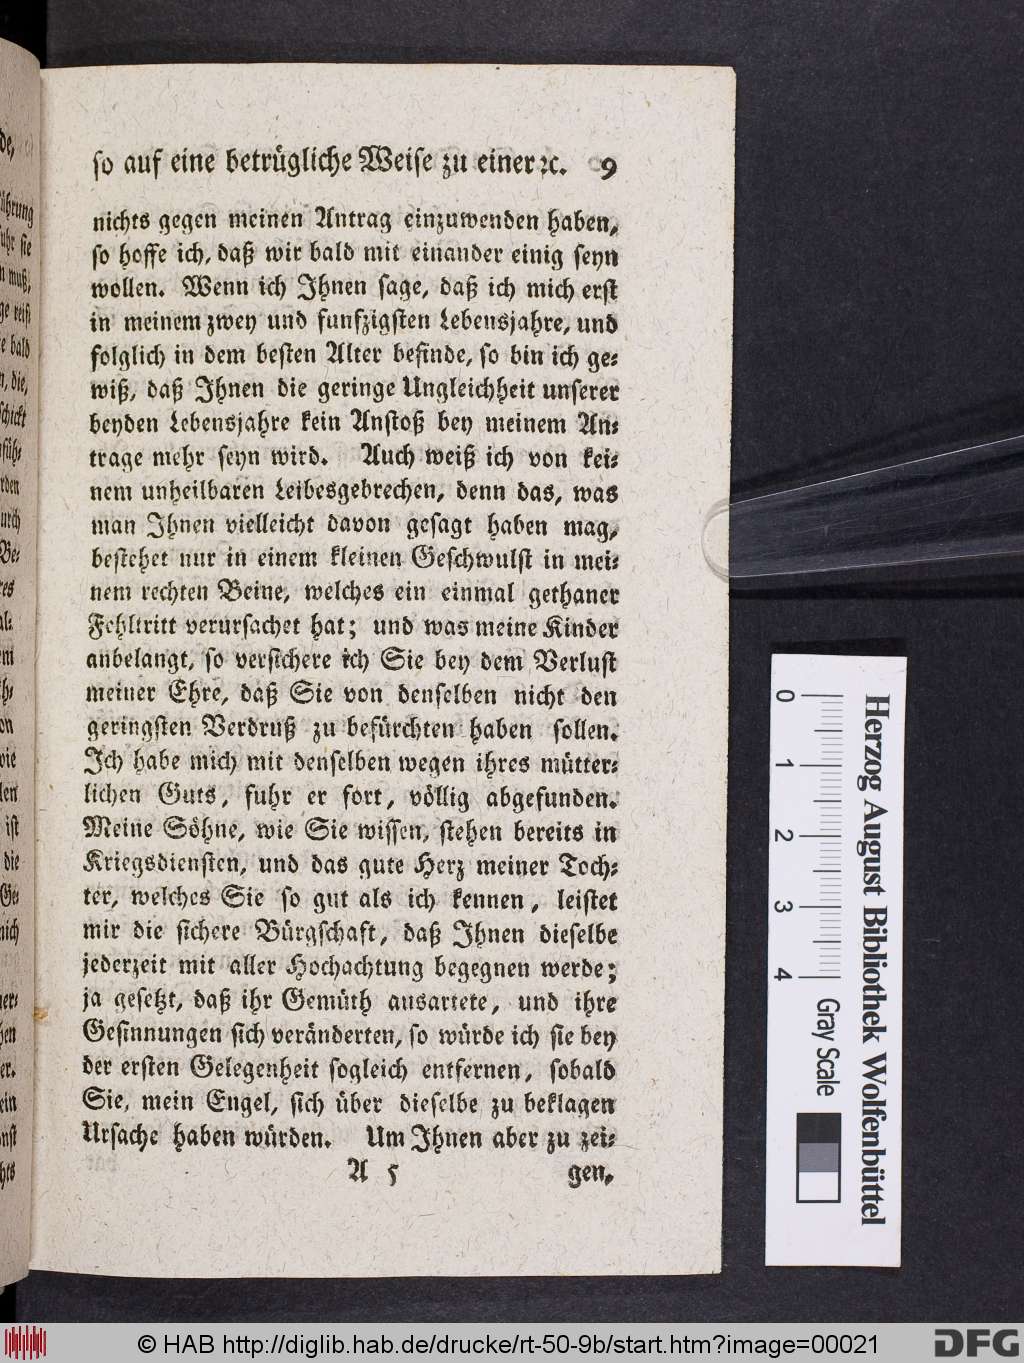 so auf eine betrügliche Weise zu einer ꝛc. 9
nichts gegen meinen Antrag einzuwenden haben,
so hoffe ich, daß wir bald mit einander einig seyn
wollen. Wenn ich Ihnen sage, daß ich mich erst
in meinem zwey und funfzigsten Lebensjahre, und
folglich in dem besten Alter befinde, so bin ich ge-
wiß, daß Ihnen die geringe Ungleichheit unserer
beyden Lebensjahre kein Anstoß bey meinem An-
trage mehr seyn wird. Auch weiß ich von kei-
nem unheilbaren Leibesgebrechen, denn das, was
man Ihnen vielleicht davon gesagt haben mag,
bestehet nur in einem kleinen Geschwulst in mei-
nem rechten Beine, welches ein einmal gethaner
Fehltritt verursachet hat; und was meine Kinder
anbelangt, so versichere ich Sie bey dem Verlust
meiner Ehre, daß Sie von denselben nicht den
geringsten Verdruß zu befürchten haben sollen.
Ich habe mich mit denselben wegen ihres mütter-
lichen Guts, fuhr er fort, völlig abgefunden.
Meine Söhne, wie Sie wissen, stehen bereits in
Kriegsdiensten, und das gute Herz meiner Toch-
ter, welches Sie so gut als ich kennen, leistet
mir die sichere Bürgschaft, daß Ihnen dieselbe
jederzeit mit aller Hochachtung begegnen werde;
ja gesetzt, daß ihr Gemüth ausartete, und ihre
Gesinnungen sich veränderten, so würde ich sie bey
der ersten Gelegenheit sogleich entfernen, sobald
Sie, mein Engel, sich über dieselbe zu beklagen
Ursache haben würden. Um Ihnen aber zu zei-
A 5 gen,
0 1 2 3 4 Gray Scale
Herzog August Bibliothek Wolfenbüttel
© HAB http://diglib.hab.de/drucke/rt-50-9b/start.htm?image=00021
DFG